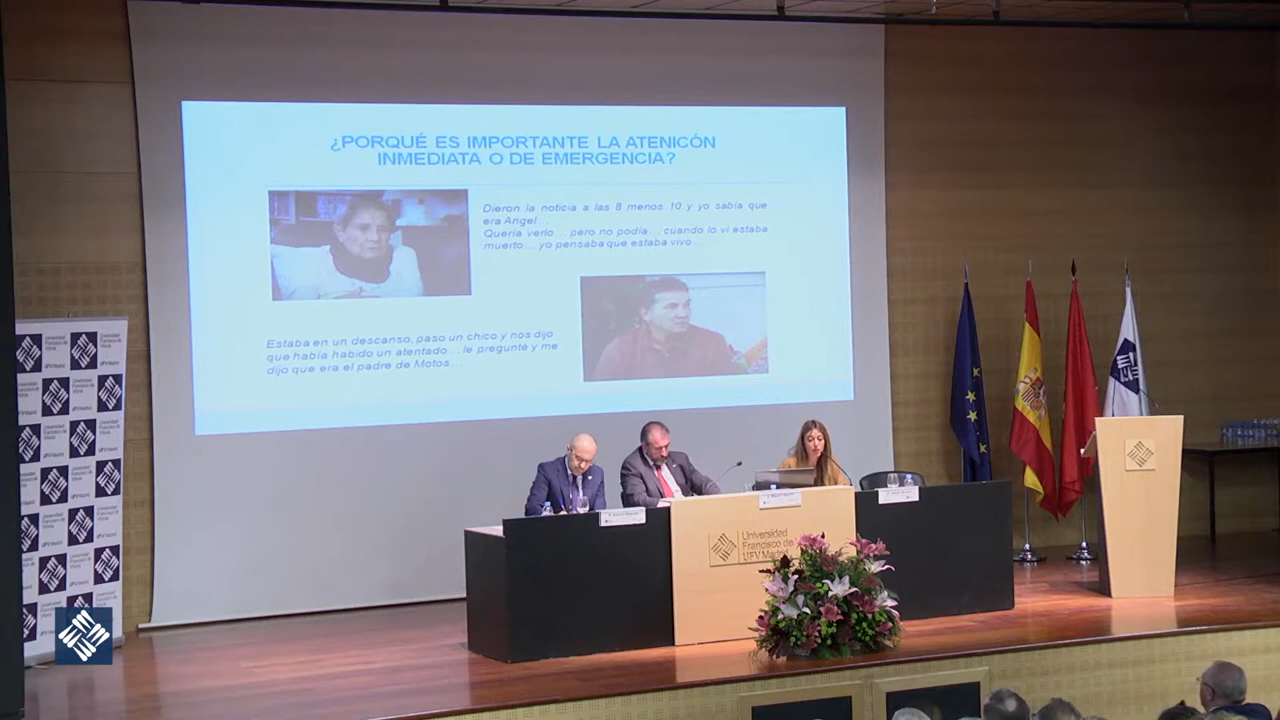 ¿PORQUÉ ES IMPORTANTE LA ATENICÓN
INMEDIATA O DE EMERGENCIA?
Dieron la noticia a las 8 menos 10 y yo sabía que
era Angel…
Quería verlo… pero no podía… cuando lo vi estaba
muerto… yo pensaba que estaba vivo…
Estaba en un descanso, paso un chico y nos dijo
que había habido un atentado… le pregunté y me
dijo que era el padre de Motos…
Universidad
Francisco de
UFV Madrid